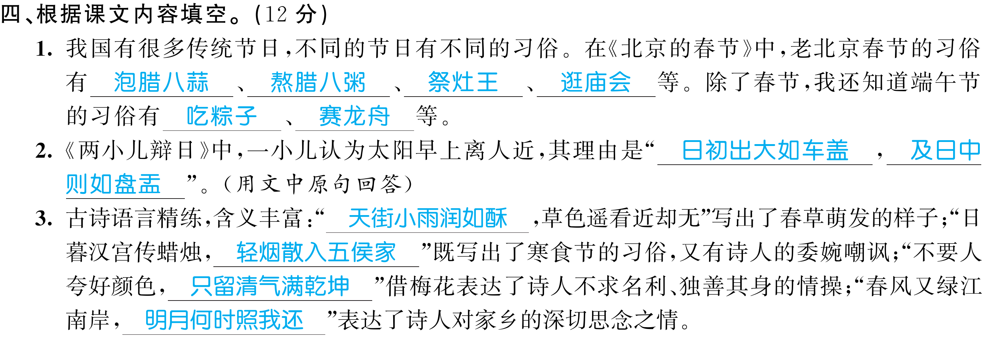 四、根据课文内容填空。(12 分)
1. 我国有很多传统节日,不同的节日有不同的习俗。在《北京的春节》中,老北京春节的习俗
有 泡腊八蒜 、 熬腊八粥 、 祭灶王 、 逛庙会 等。除了春节,我还知道端午节
的习俗有 吃粽子 、 赛龙舟 等。
2.《两小儿辩日》中,一小儿认为太阳早上离人近,其理由是“ 日初出大如车盖 , 及日中
则如盘盂 ”。(用文中原句回答)
3. 古诗语言精练,含义丰富:“ 天街小雨润如酥 ,草色遥看近却无”写出了春草萌发的样子;“日
暮汉宫传蜡烛, 轻烟散入五侯家 ”既写出了寒食节的习俗,又有诗人的委婉嘲讽;“不要人
夸好颜色, 只留清气满乾坤 ”借梅花表达了诗人不求名利、独善其身的情操;“春风又绿江
南岸, 明月何时照我还 ”表达了诗人对家乡的深切思念之情。